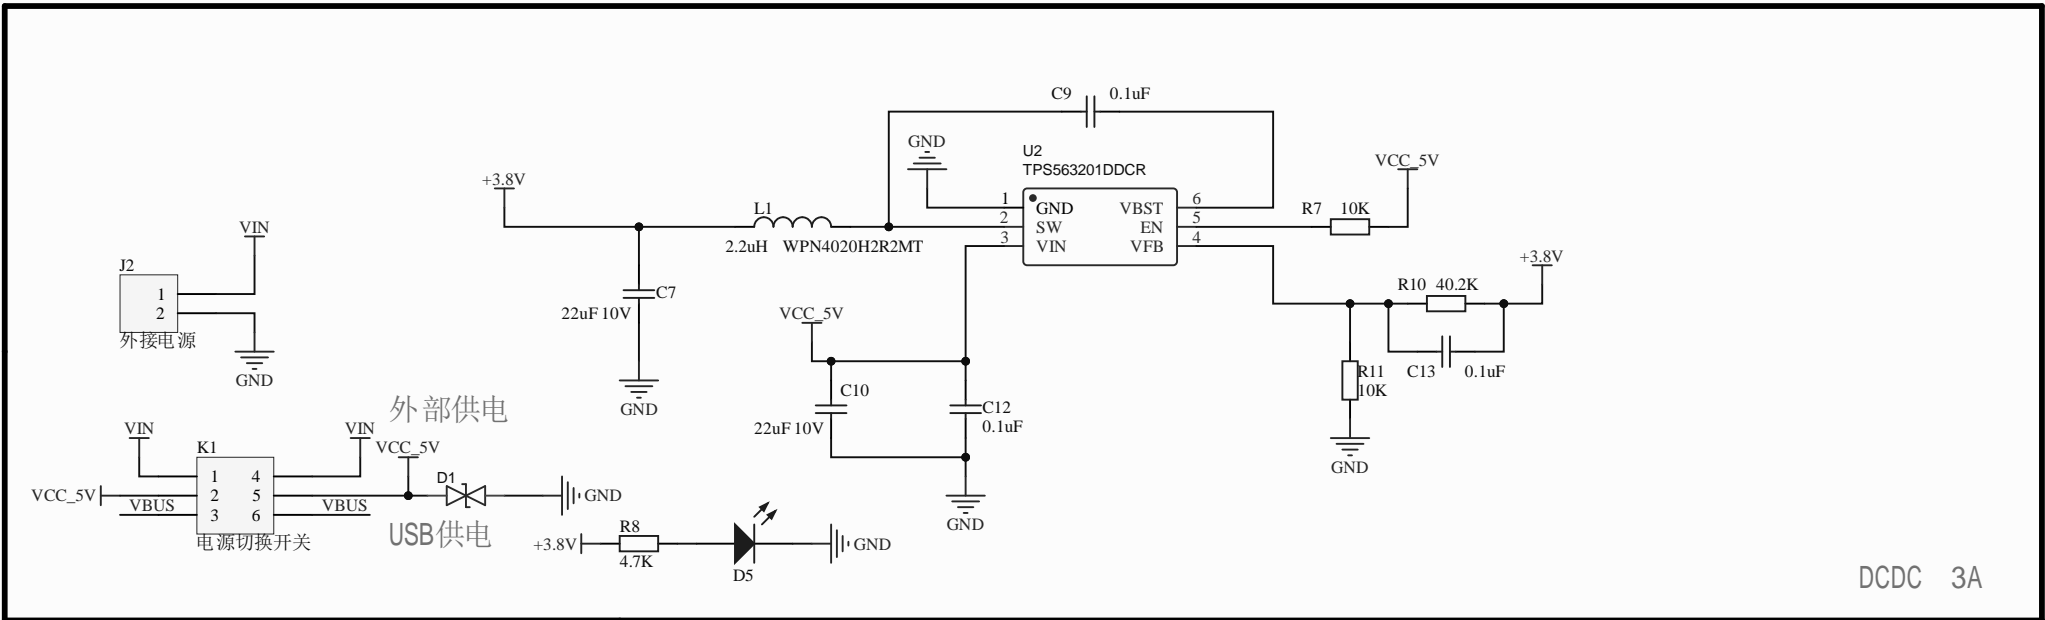 C9 0.1uF
GND
U2
TPS563201DDCR
VCC_5V
+3.8V
1 GND VBST 6
2 SW EN 5
3 VIN VFB 4
R7 10K
L1
2.2uH WPN4020H2R2MT
VIN
J2
1
2
外接电源
GND
C7
22uF 10V
GND
VCC_5V
+3.8V
R10 40.2K
C13 0.1uF
R11
10K
GND
C10
22uF 10V
C12
0.1uF
GND
外部供电
VIN VIN
K1
VCC_5V
1 4
VCC_5V 2 5
VBUS 3 6 VBUS
电源切换开关
D1
GND
USB供电
R8
+3.8V
4.7K
D5
GND
DCDC 3A